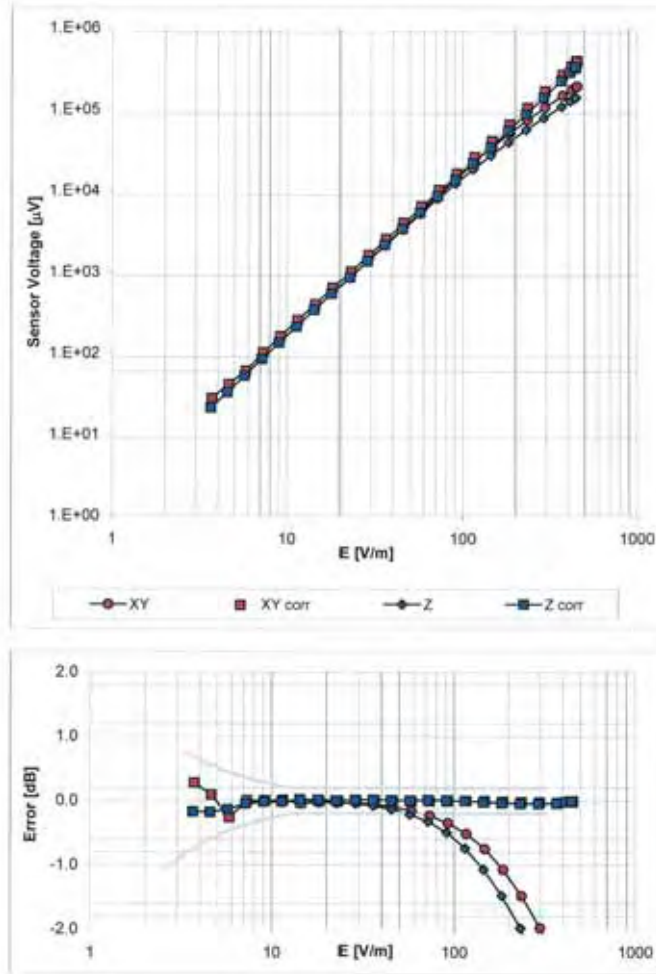 1.E+06
1.E+05
1.E+04
1.E+03
1.E+02
1.E+01
1.E+00
Sensor Voltage [µV]
1 10 100 1000
E [V/m]
XY XY corr Z Z corr
2.0
1.0
0.0
-1.0
-2.0
Error [dB]
1 10 100 1000
E [V/m]